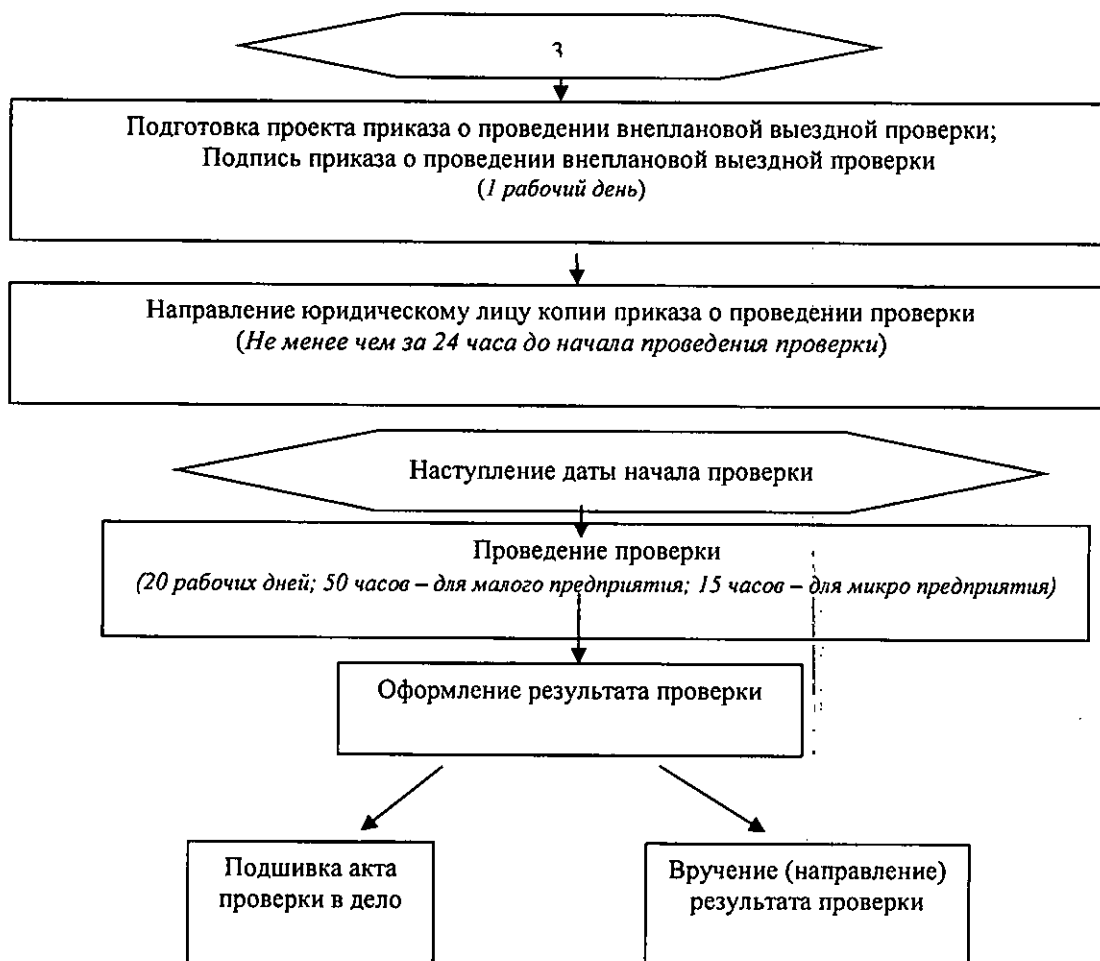 3
Подготовка проекта приказа о проведении внеплановой выездной проверки;
Подпись приказа о проведении внеплановой выездной проверки
(1 рабочий день)
Направление юридическому лицу копии приказа о проведении проверки
(Не менее чем за 24 часа до начала проведения проверки)
Наступление даты начала проверки
Проведение проверки
(20 рабочих дней; 50 часов – для малого предприятия; 15 часов – для микро предприятия)
Оформление результата проверки
Подшивка акта
проверки в дело
Вручение (направление)
результата проверки